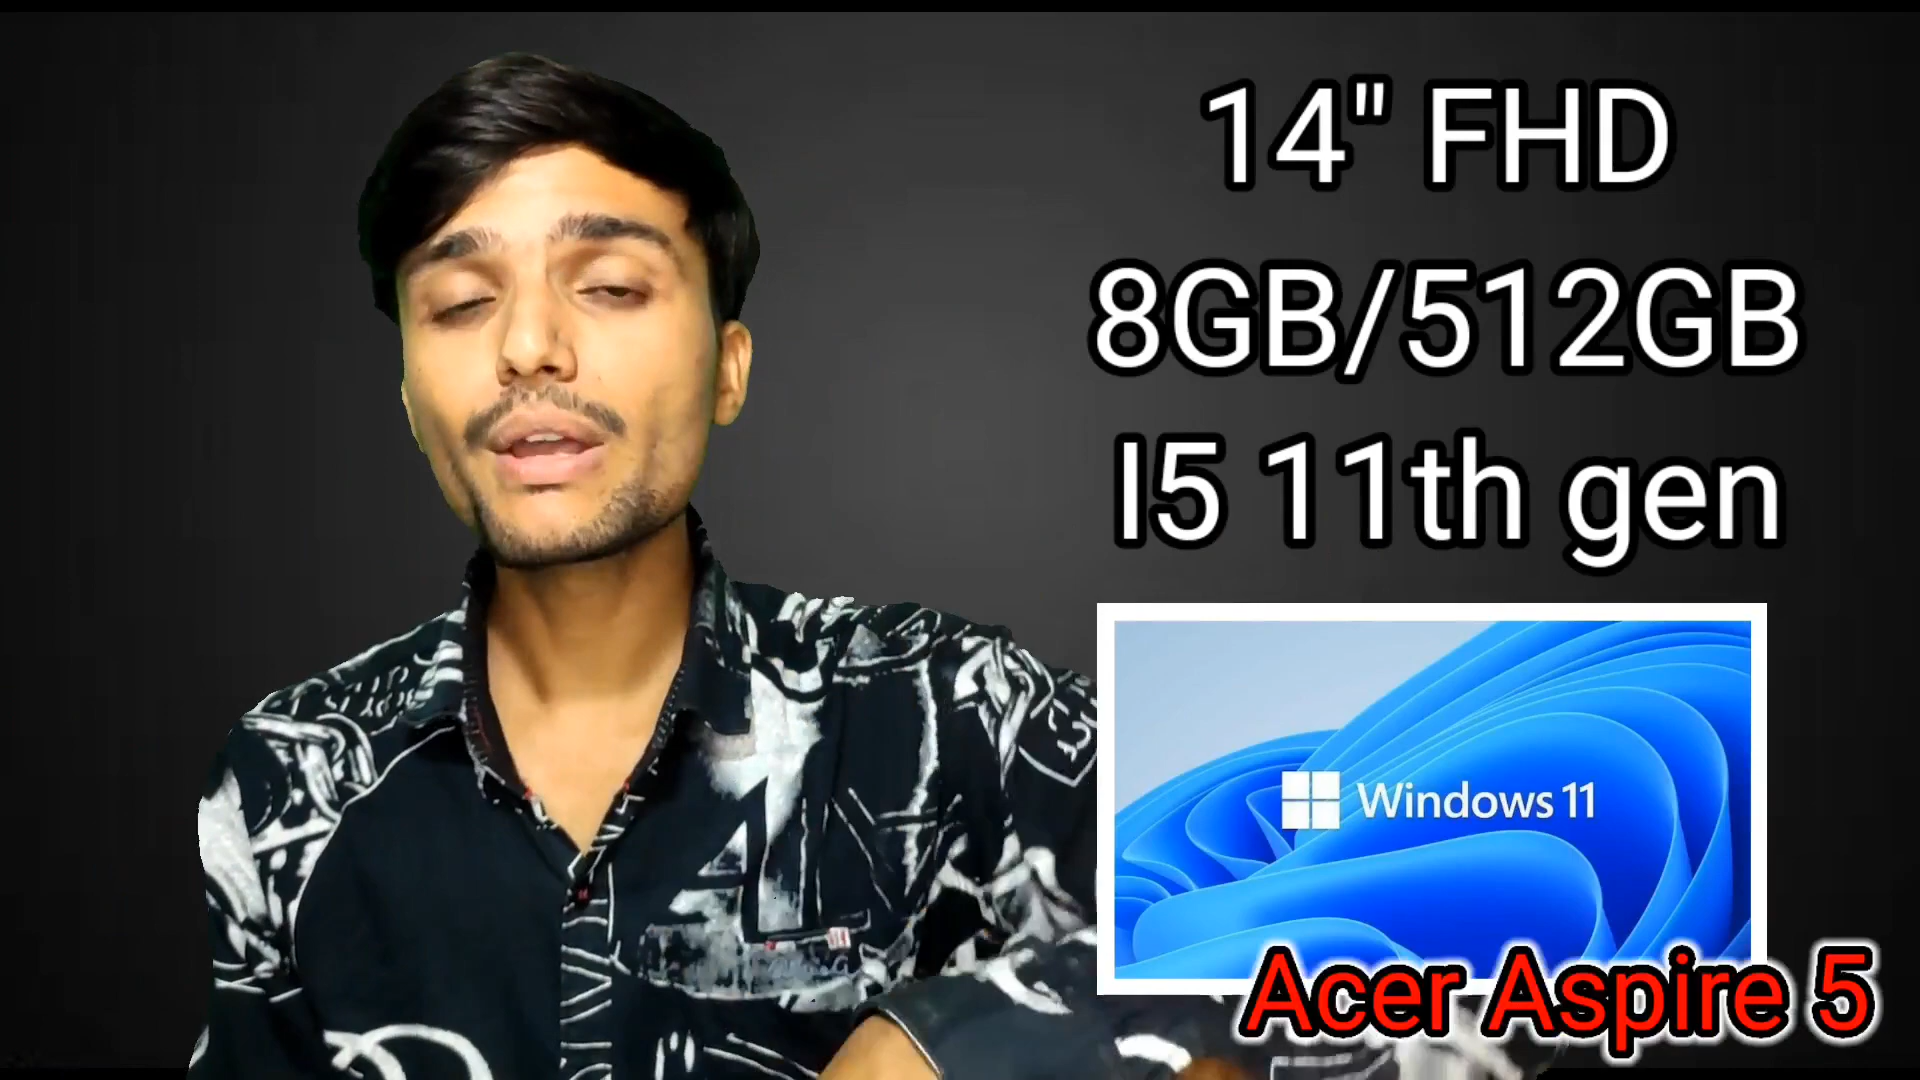 14" FHD
8GB/512GB
I5 11th gen
Windows 11
Acer Aspire 5